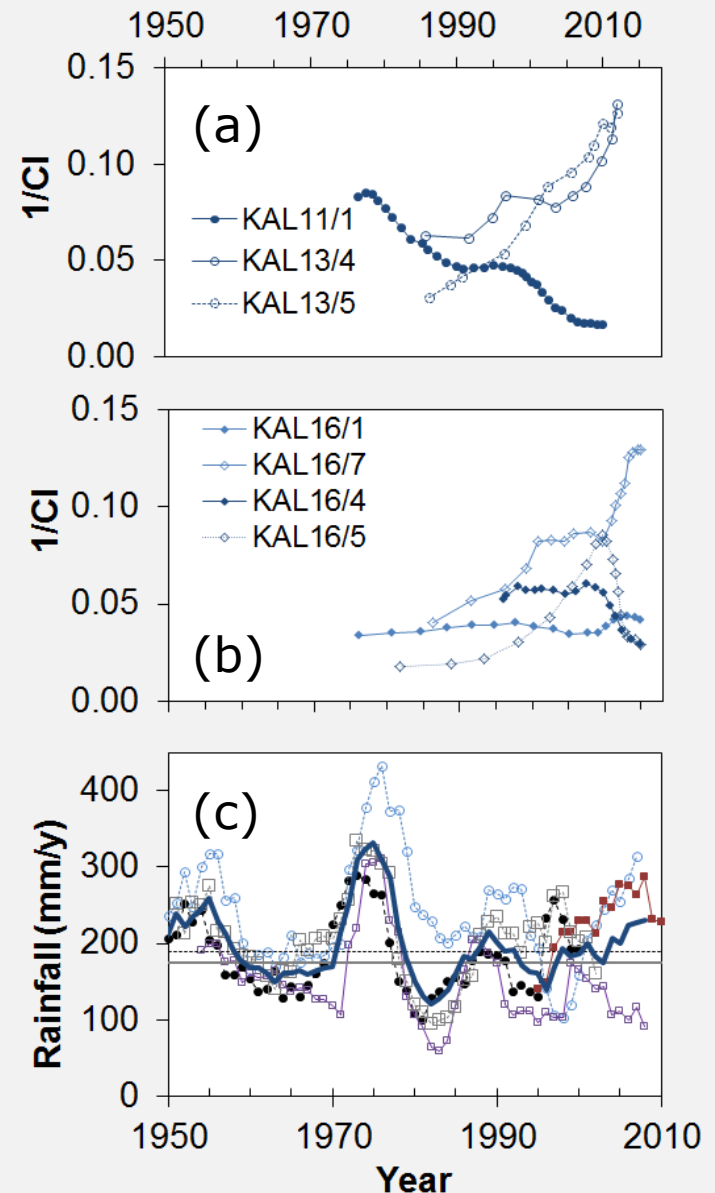 1950 1970 1990 2010
0.15
(a)
0.10
1/Cl
KAL11/1
0.05
KAL13/4
KAL13/5
0.00
0.15
KAL16/1
KAL16/7
0.10
KAL16/4
1/Cl
KAL16/5
0.05
(b)
0.00
400
(c)
300
Rainfall (mm/y)
200
100
0
1950 1970 1990 2010
Year